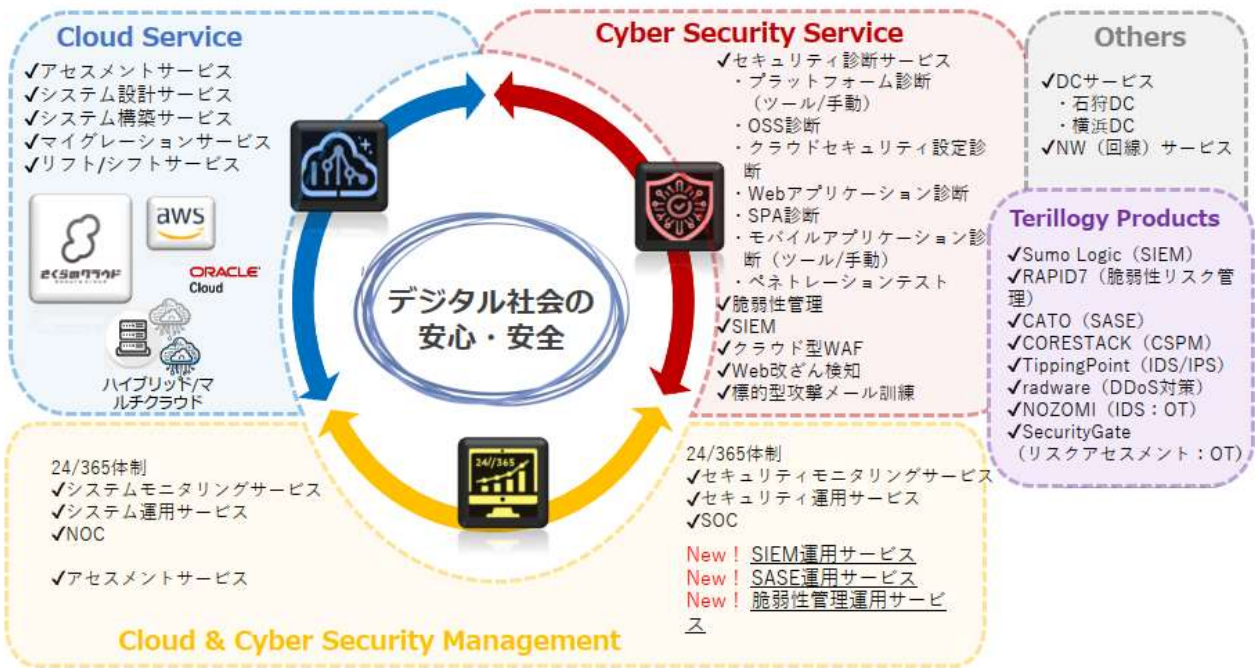 Cloud Service
✓アセスメントサービス
✓システム設計サービス
✓システム構築サービス
✓マイグレーションサービス
✓リフト/シフトサービス
さくらのクラウド
SAKURA CLOUD
aws
ORACLE
Cloud
ハイブリッド/マ
ルチクラウド
Cyber Security Service
✓セキュリティ診断サービス
・プラットフォーム診断
（ツール/手動）
・OSS診断
・クラウドセキュリティ設定診
断
・Webアプリケーション診断
・SPA診断
・モバイルアプリケーション診
断（ツール/手動）
・ペネトレーションテスト
✓脆弱性管理
✓SIEM
✓クラウド型WAF
✓Web改ざん検知
✓標的型攻撃メール訓練
Others
✓DCサービス
・石狩DC
・横浜DC
✓NW（回線）サービス
Terillogy Products
✓Sumo Logic（SIEM）
✓RAPID7（脆弱性リスク管
理）
✓CATO（SASE）
✓CORESTACK（CSPM）
✓TippingPoint（IDS/IPS）
✓radware（DDoS対策）
✓NOZOMI（IDS：OT）
✓SecurityGate
（リスクアセスメント：OT）
デジタル社会の
安心・安全
24//365
24/365体制
✓システムモニタリングサービス
✓システム運用サービス
✓NOC
✓アセスメントサービス
24/365体制
✓セキュリティモニタリングサービス
✓セキュリティ運用サービス
✓SOC
New！ SIEM運用サービス
New！ SASE運用サービス
New！ 脆弱性管理運用サービ
ス
Cloud & Cyber Security Management